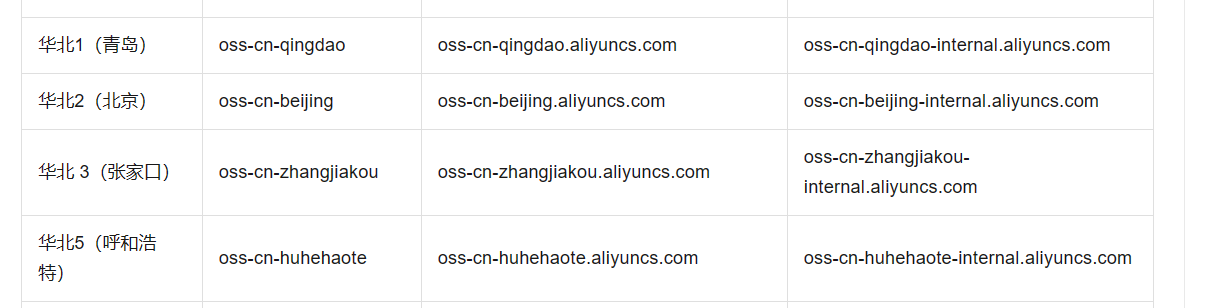 华北1（青岛） oss-cn-qingdao oss-cn-qingdao.aliyuncs.com oss-cn-qingdao-internal.aliyuncs.com
华北2（北京） oss-cn-beijing oss-cn-beijing.aliyuncs.com oss-cn-beijing-internal.aliyuncs.com
华北 3（张家口） oss-cn-zhangjiakou oss-cn-zhangjiakou.aliyuncs.com oss-cn-zhangjiakou-
internal.aliyuncs.com
华北5（呼和浩
特） oss-cn-huhehaote oss-cn-huhehaote.aliyuncs.com oss-cn-huhehaote-internal.aliyuncs.com